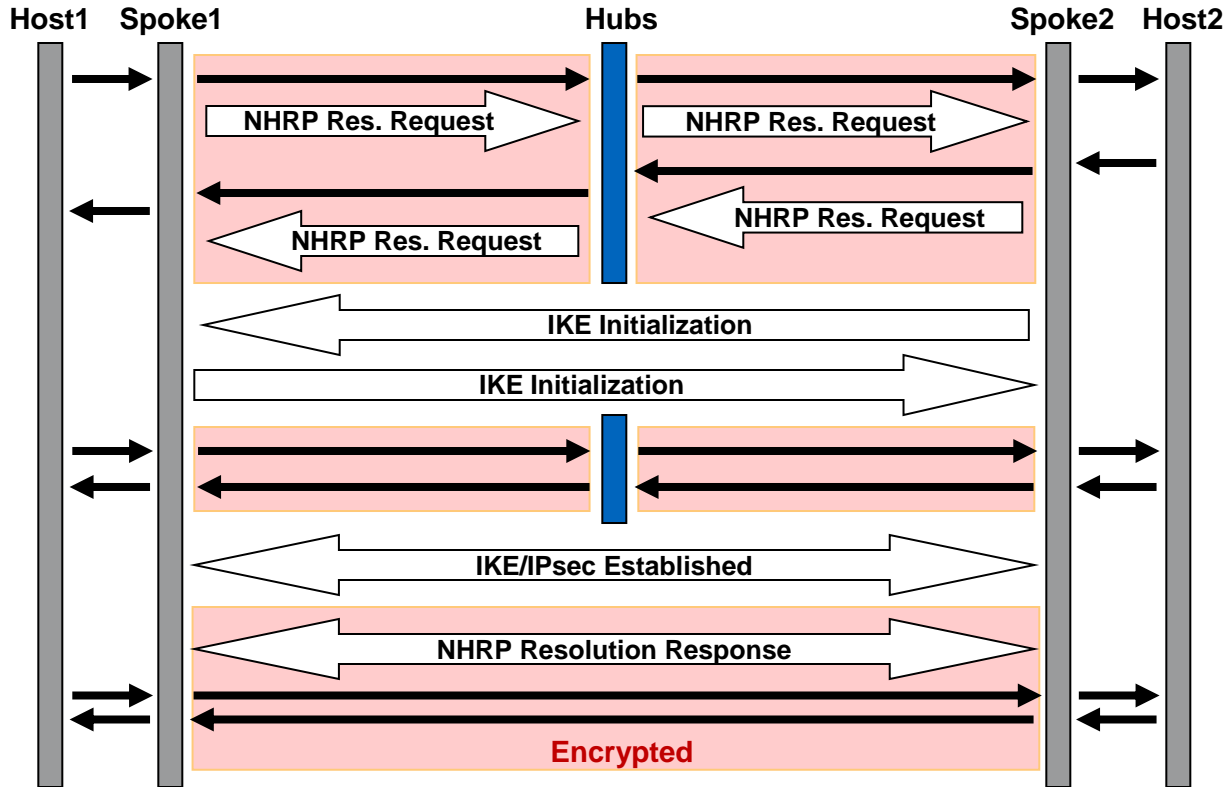 Host1 Spoke1 Hubs Spoke2 Host2
NHRP Res. Request NHRP Res. Request
NHRP Res. Request NHRP Res. Request
IKE Initialization
IKE Initialization
IKE/IPsec Established
NHRP Resolution Response
Encrypted